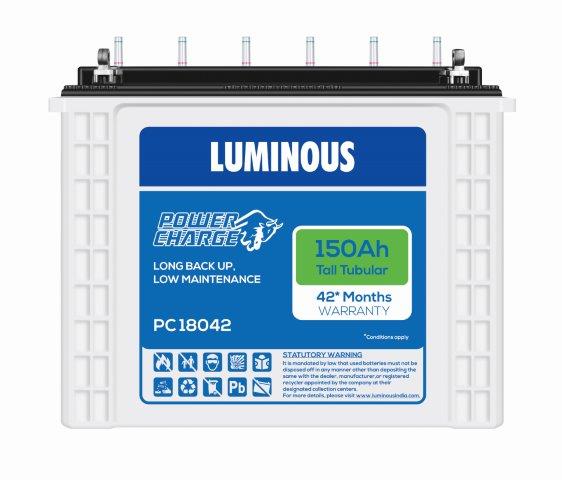 LUMINOUS
POWER
CHARGE
LONG BACK UP,
LOW MAINTENANCE
PC 18042
150Ah
Tall Tubular
42* Months
WARRANTY
*Conditions apply
STATUTORY WARNING
It is mandated by law that used batteries must not be
disposed off in any manner other than depositing the
same with the dealer, manufacturer,or registered
recycler appointed by the company at their
designated collection centers.
For more details, please visit www.luminousindia.com.
Pb